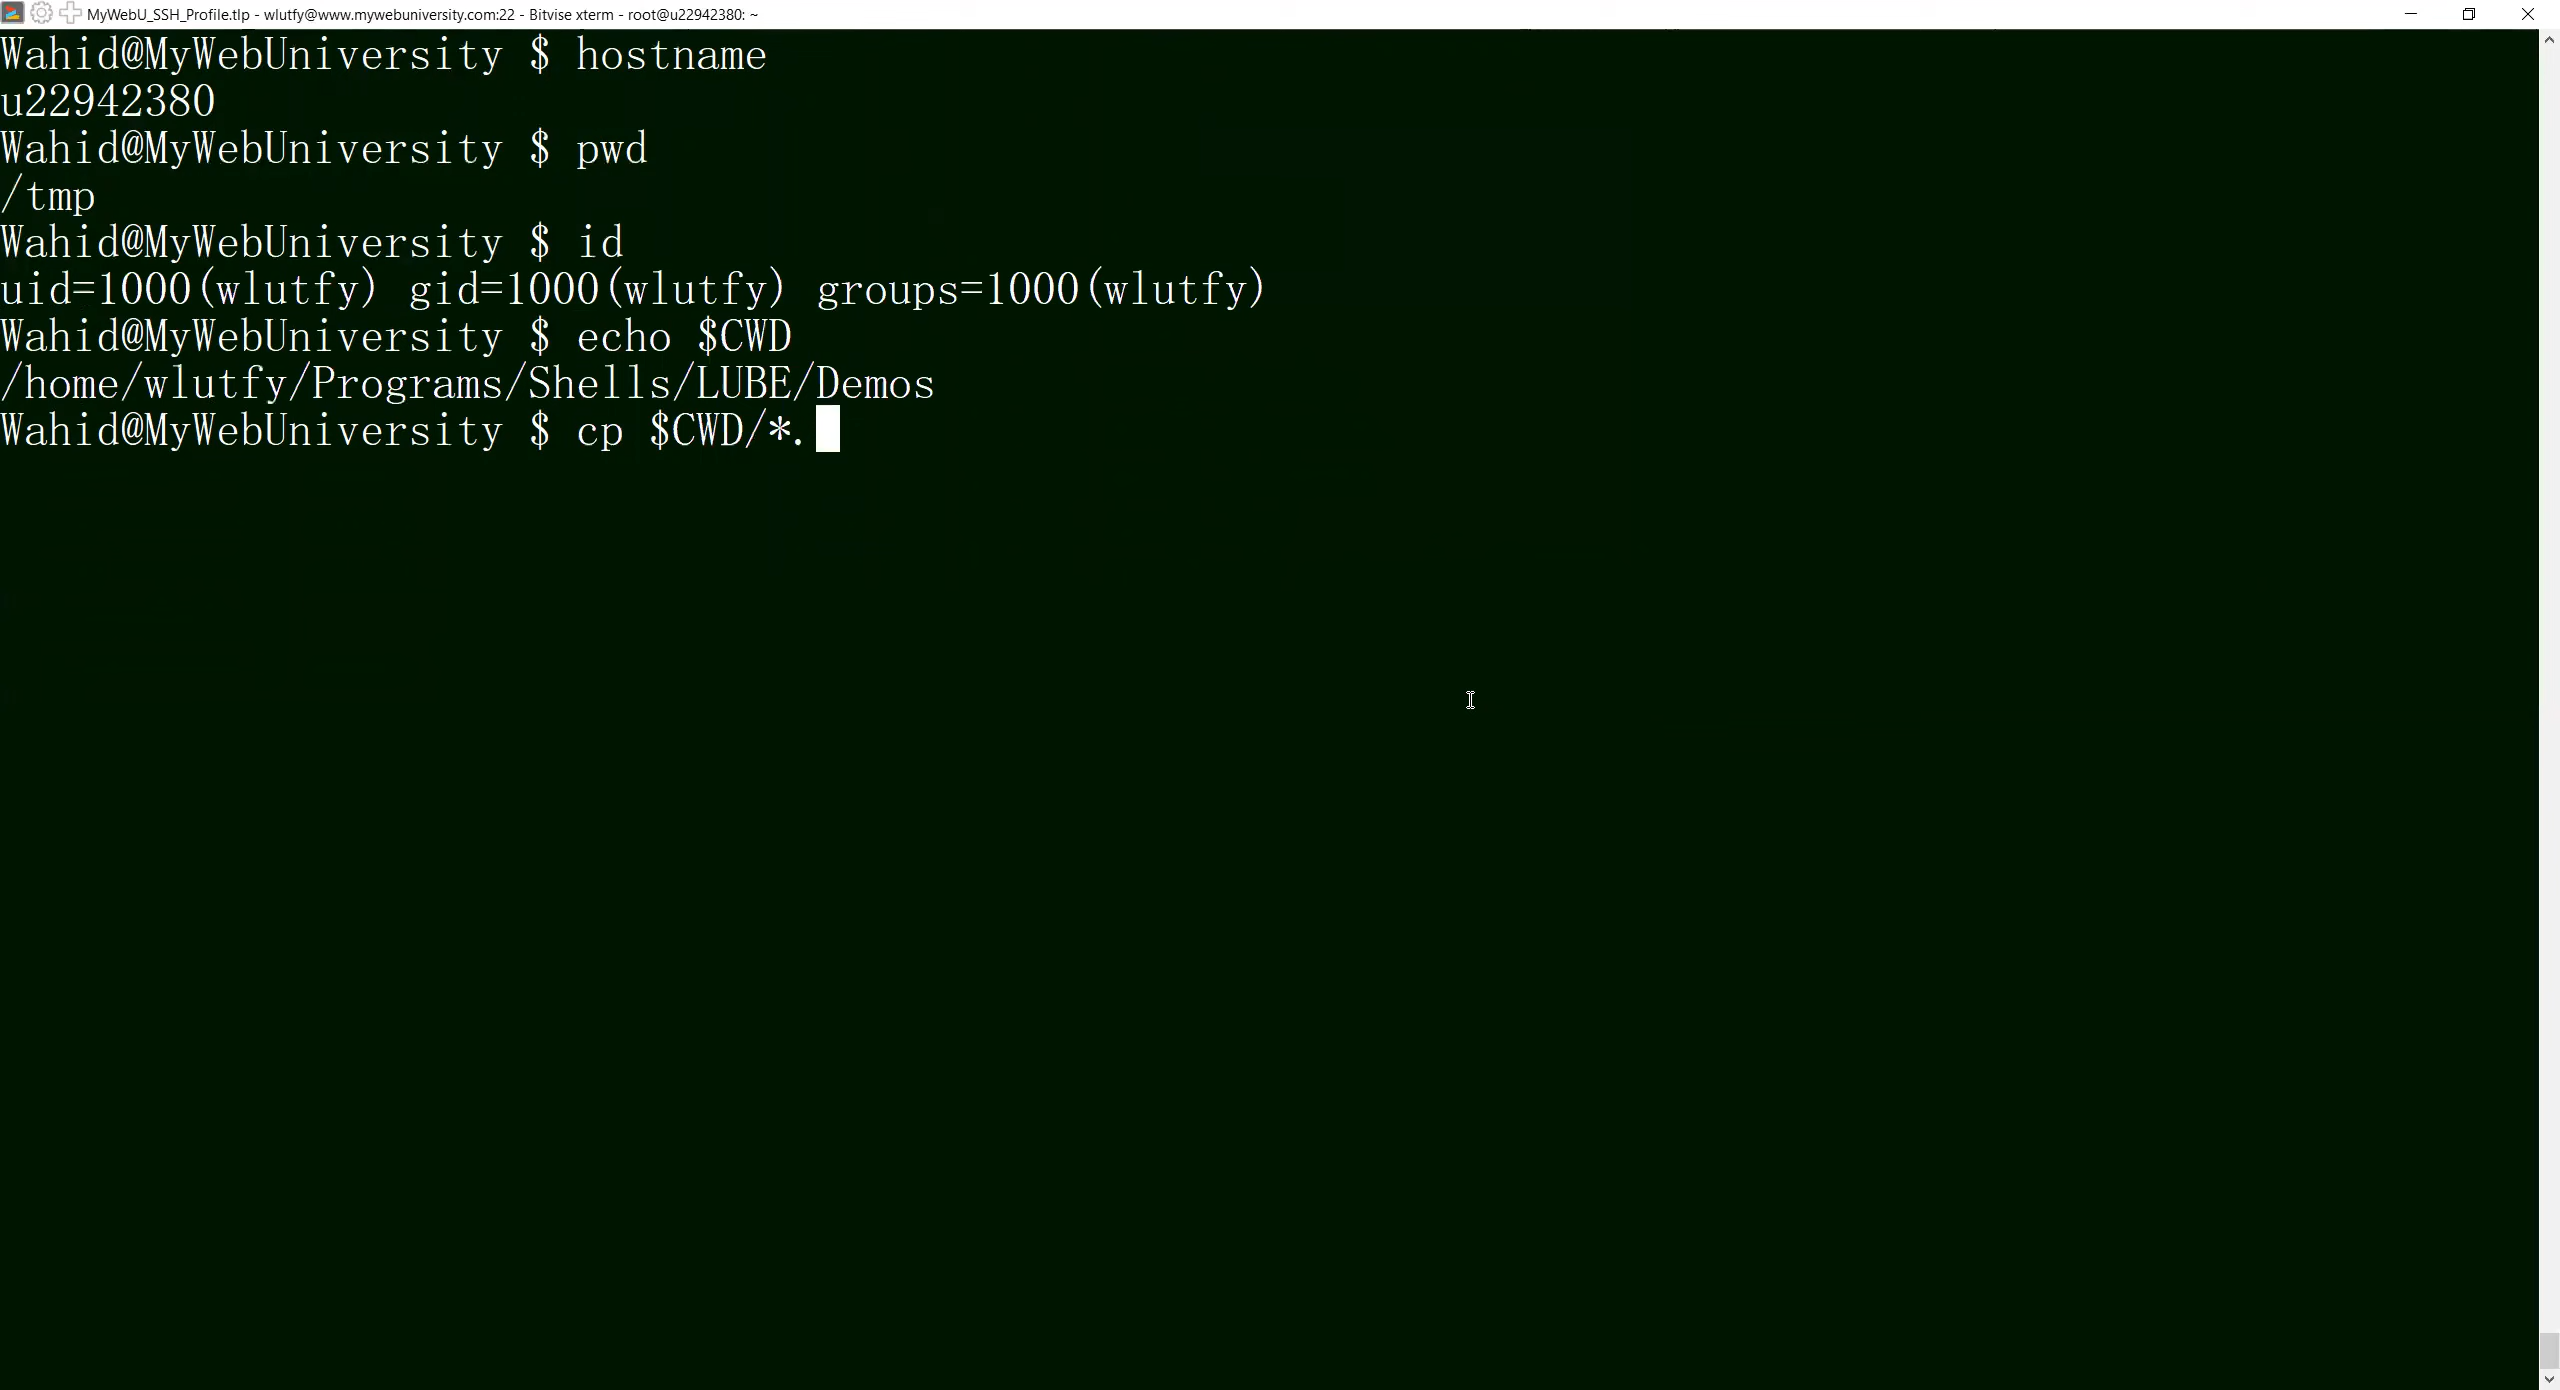 MyWebU_SSH_Profile.tlp - wlutfy@www.mywebuniversity.com:22 - Bitvise xterm - root@u22942380: ~
Wahid@MyWebUniversity $ hostname
u22942380
Wahid@MyWebUniversity $ pwd
/tmp
Wahid@MyWebUniversity $ id
uid=1000(wlutfy) gid=1000(wlutfy) groups=1000(wlutfy)
Wahid@MyWebUniversity $ echo $CWD
/home/wlutfy/Programs/Shells/LUBE/Demos
Wahid@MyWebUniversity $ cp $CWD/*.